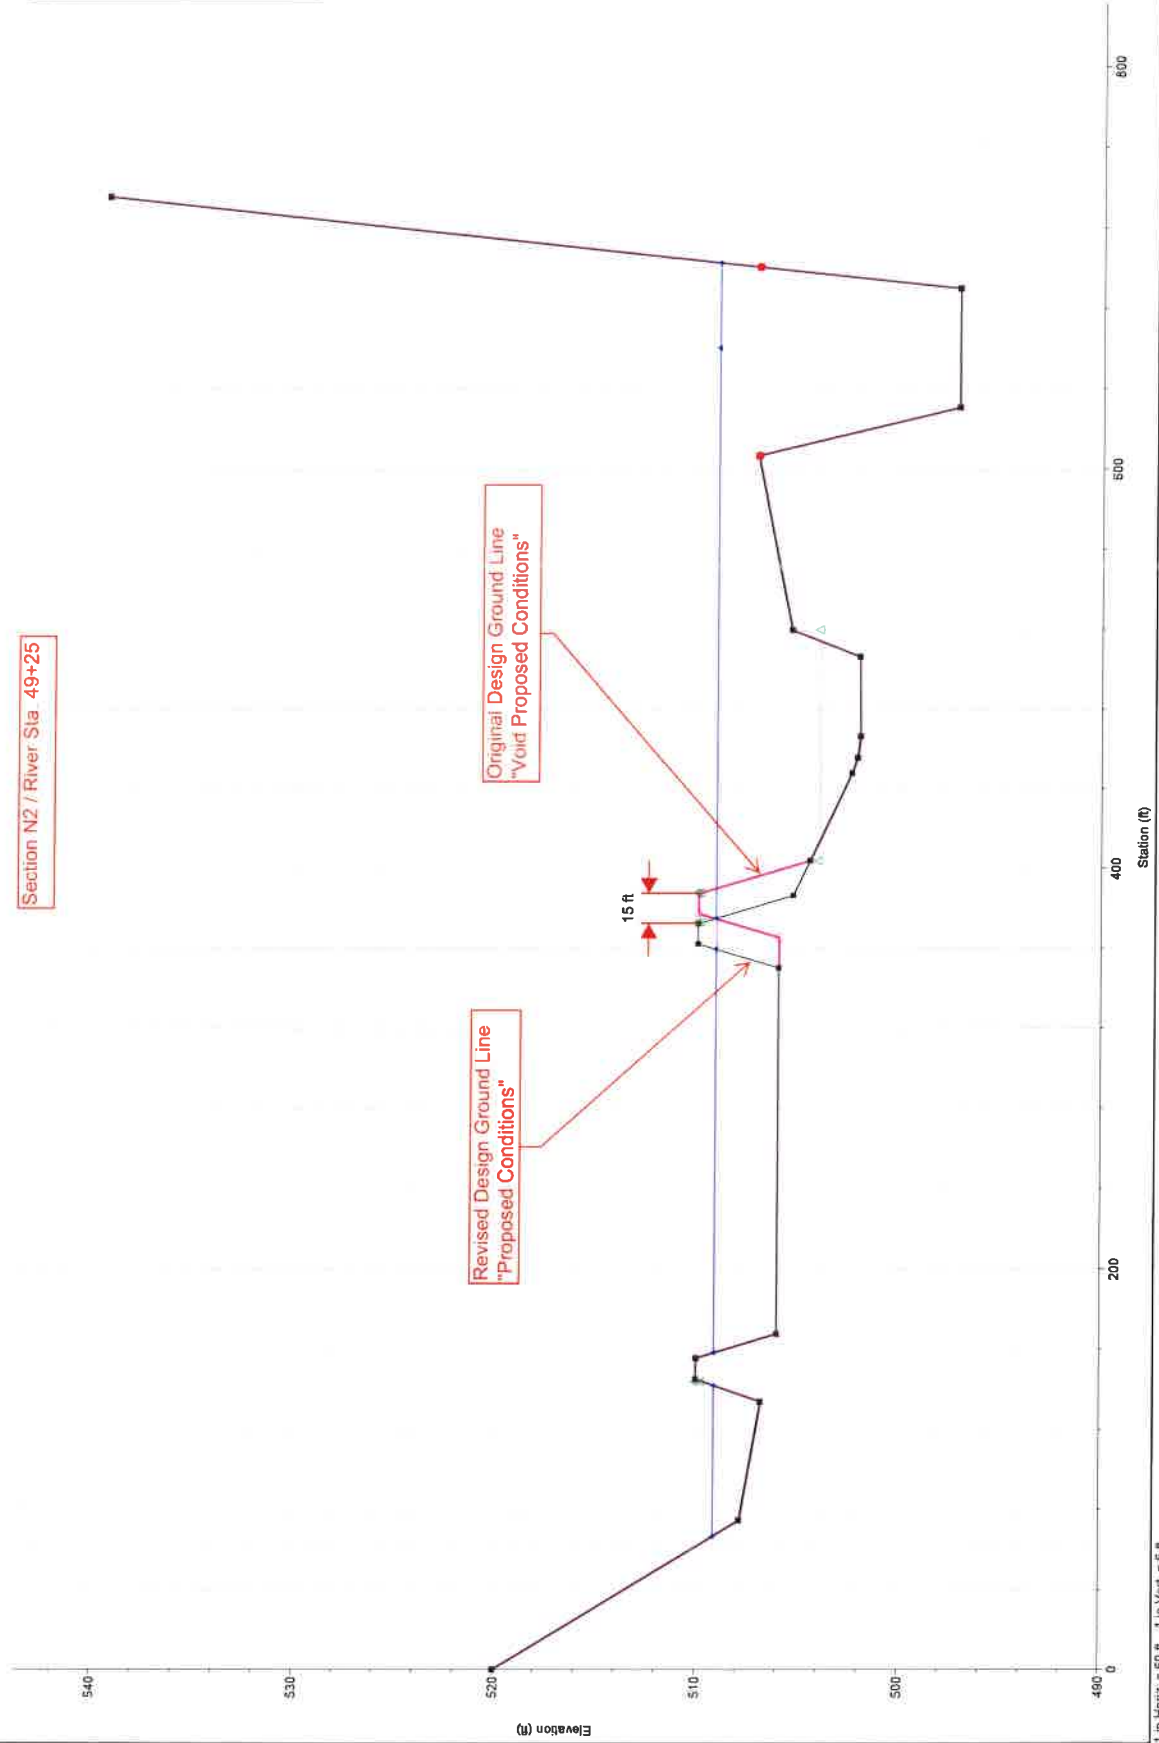 Section N2 / River Sta. 49+25
Original Design Ground Line
"Void Proposed Conditions"
15 ft
Revised Design Ground Line
"Proposed Conditions"
Elevation (ft)
540
530
520
510
500
490
0
200
400
600
800
Station (ft)